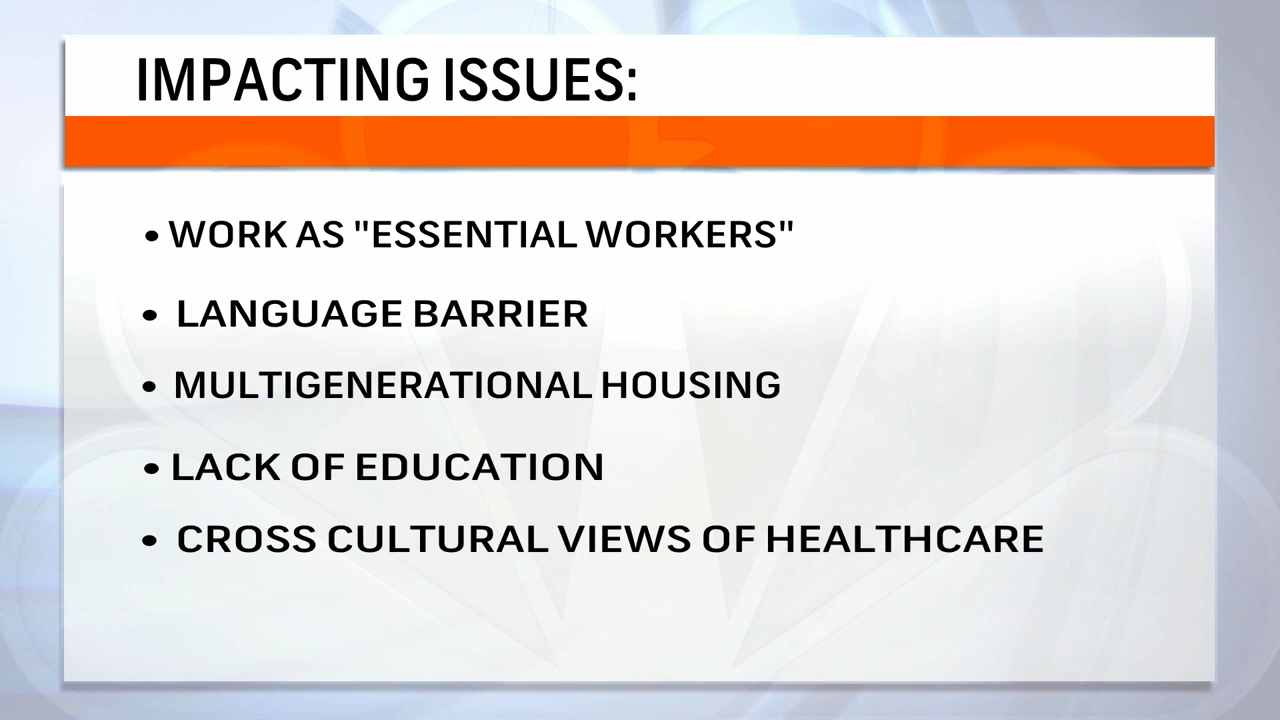 IMPACTING ISSUES:
• WORK AS "ESSENTIAL WORKERS"
• LANGUAGE BARRIER
• MULTIGENERATIONAL HOUSING
• LACK OF EDUCATION
• CROSS CULTURAL VIEWS OF HEALTHCARE